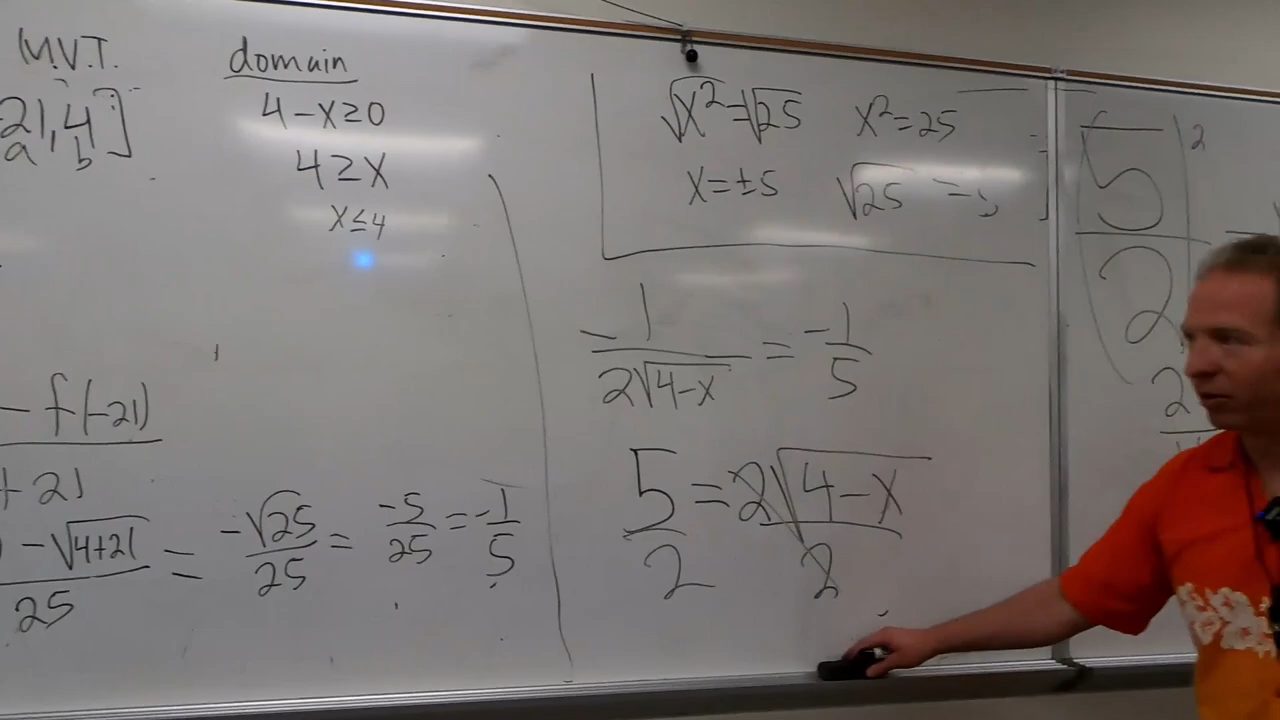 M.V.T.
21, 4]
a b
domain
4-x≥0
4≥x
x≤4
- f(-21)
+21
-√(4+21)/25 = -√25/25 = -5/25 = -1/5
√x²=√25 x²=25
x=±5 √25 =
-1/(2√(4-x)) = -1/5
5/2 = 2√(4-x)/2
5/2 ²
2